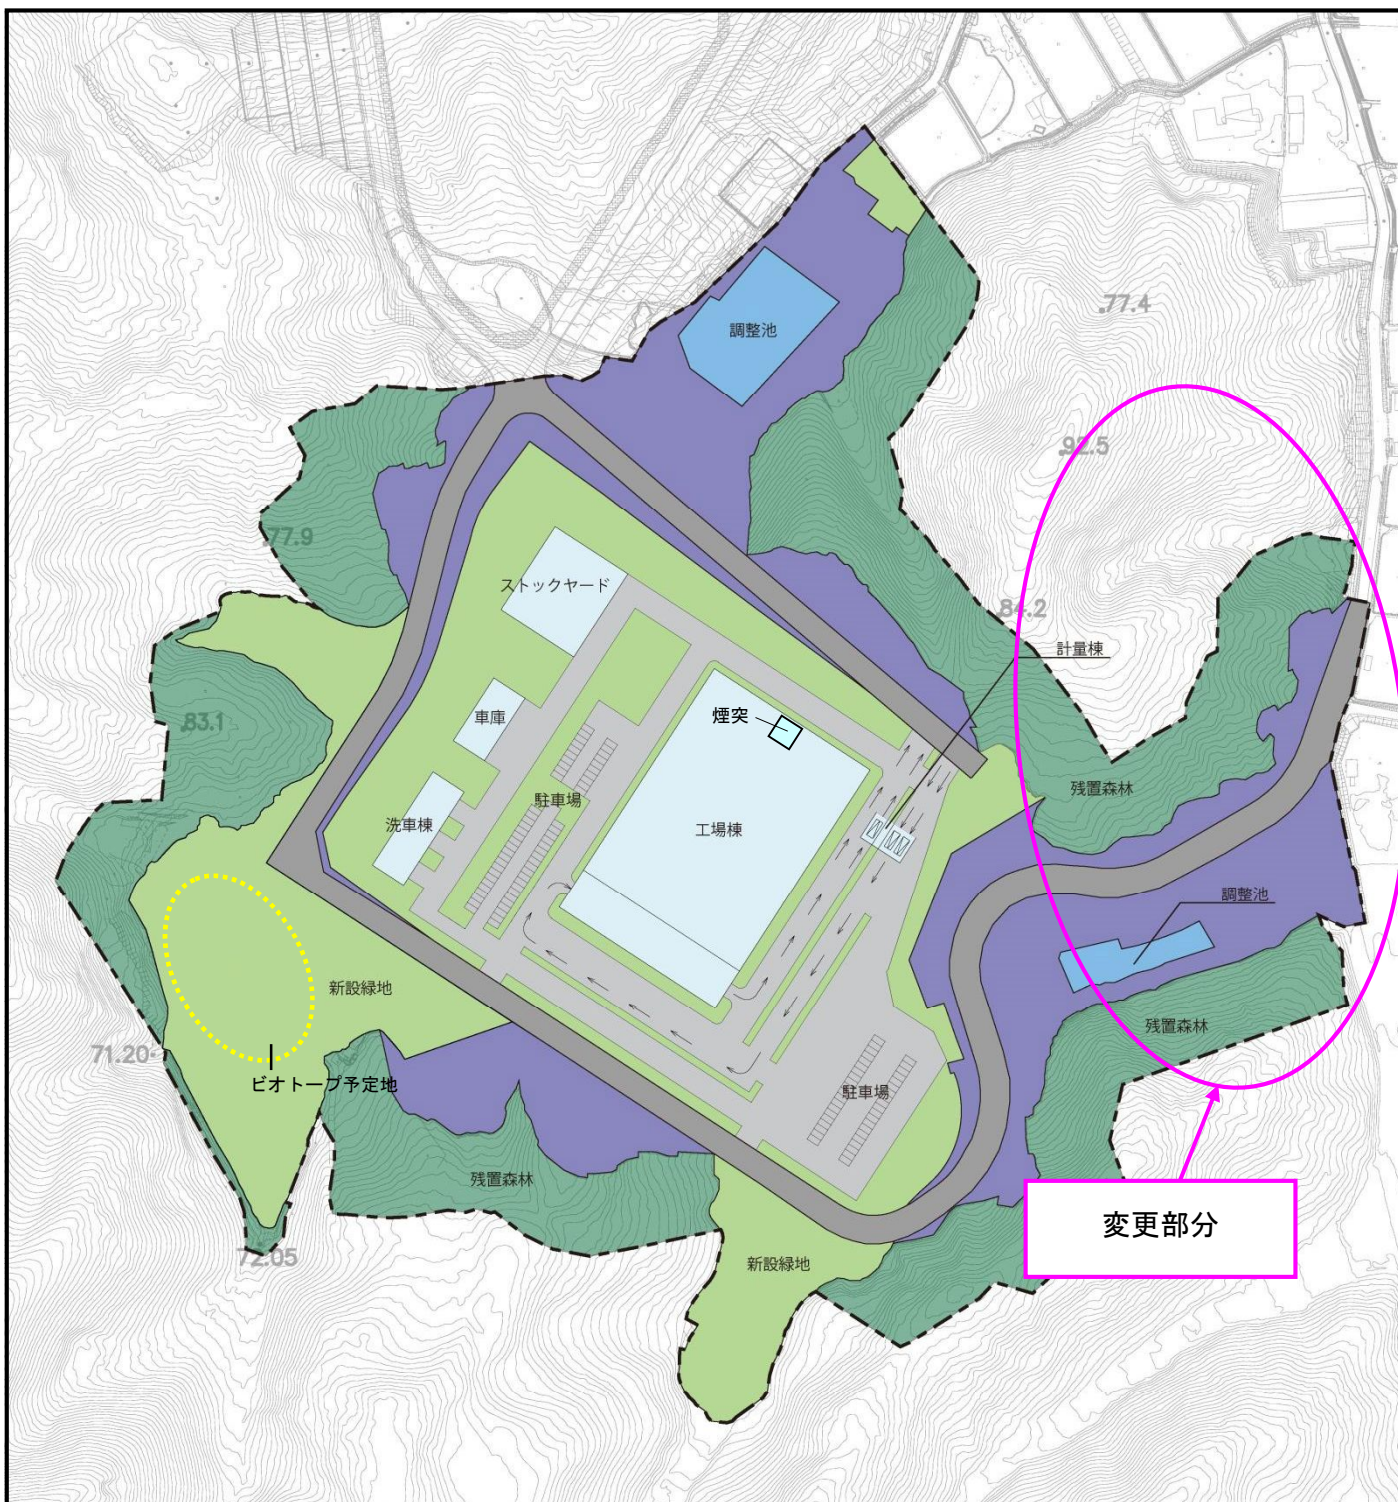 .77.4
調整池
.92.5
.77.9
ストックヤード
.84.2
計量棟
車庫
煙突
.83.1
残置森林
駐車場
洗車棟
工場棟
調整池
新設緑地
残置森林
71.20
ビオトープ予定地
駐車場
残置森林
変更部分
72.05
新設緑地